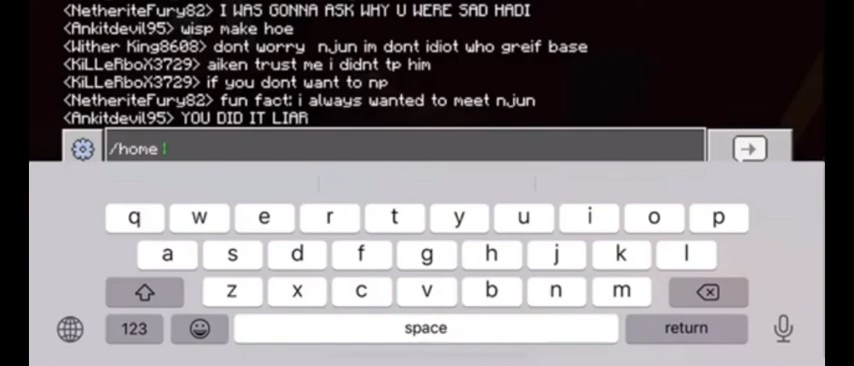 <NetheriteFury82> I WAS GONNA ASK WHY U WERE SAD HADI
<Ankitdevil95> wisp make hoe
<Wither King8608> dont worry  njun im dont idiot who greif base
<KiLLeRboX3729> aiken trust me i didnt tp him
<KiLLeRboX3729> if you dont want to np
<NetheriteFury82> fun fact: i always wanted to meet njun
<Ankitdevil95> YOU DID IT LIAR
/home
q w e r t y u i o p
a s d f g h j k l
z x c v b n m
123 space return